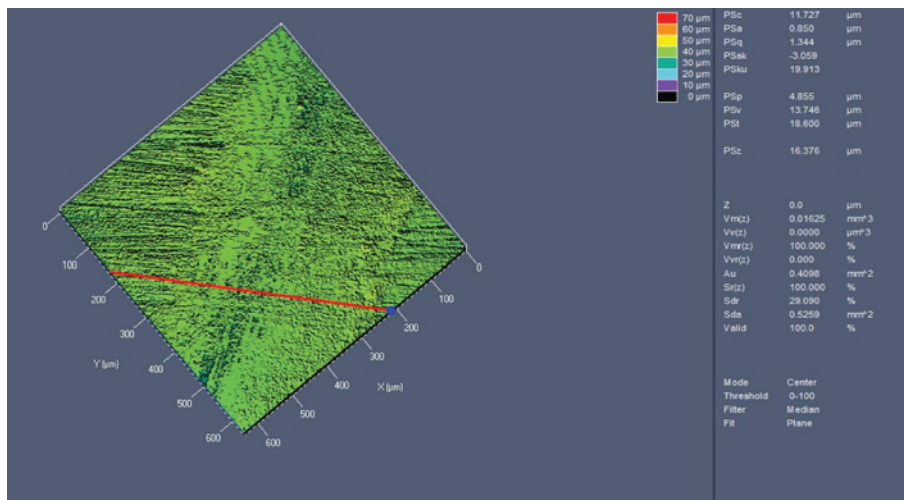 70 µm
60 µm
50 µm
40 µm
30 µm
20 µm
10 µm
0 µm
0
100
200
300
400
500
600
Y (µm)
0
100
200
300
400
500
600
X (µm)
PSc 11.727 µm
PSa 0.850 µm
PSq 1.344 µm
PSsk -3.059
PSku 19.913
PSp 4.855 µm
PSv 13.746 µm
PSt 18.600 µm
PSz 16.376 µm
Z 0.0 µm
Vm(z) 0.01625 mm^3
Vv(z) 0.0000 µm^3
Vmr(z) 100.000 %
Vvr(z) 0.000 %
Au 0.4098 mm^2
Sr(z) 100.000 %
Sdr 29.090 %
Sda 0.5259 mm^2
Valid 100.0 %
Mode Center
Threshold 0-100
Filter Median
Fit Plane